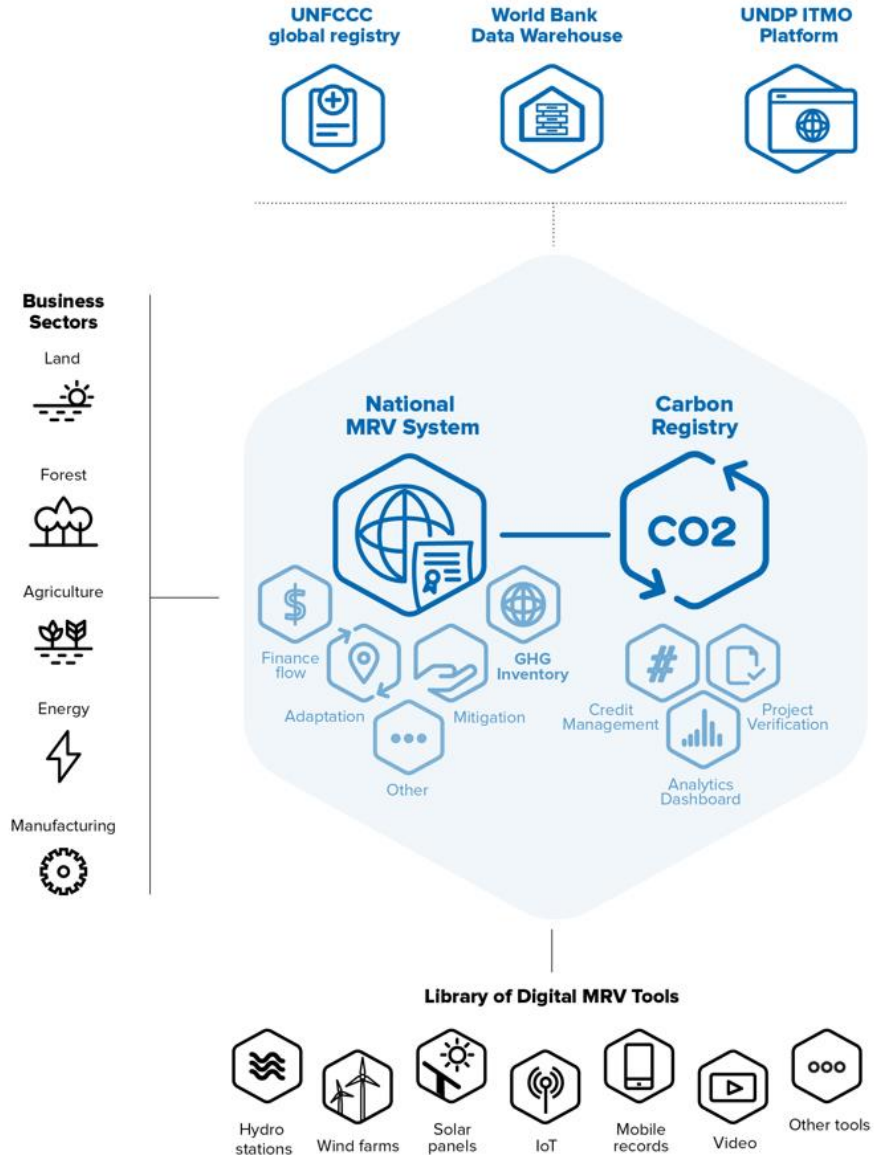 UNFCCC
global registry
World Bank
Data Warehouse
UNDP ITMO
Platform
Business
Sectors
Land
Forest
Agriculture
Energy
Manufacturing
National
MRV System
Carbon
Registry
CO2
$
Finance
flow
Adaptation
Mitigation
GHG
Inventory
Other
#
Credit
Management
Project
Verification
Analytics
Dashboard
Library of Digital MRV Tools
Hydro
stations
Wind farms
Solar
panels
IoT
Mobile
records
Video
Other tools